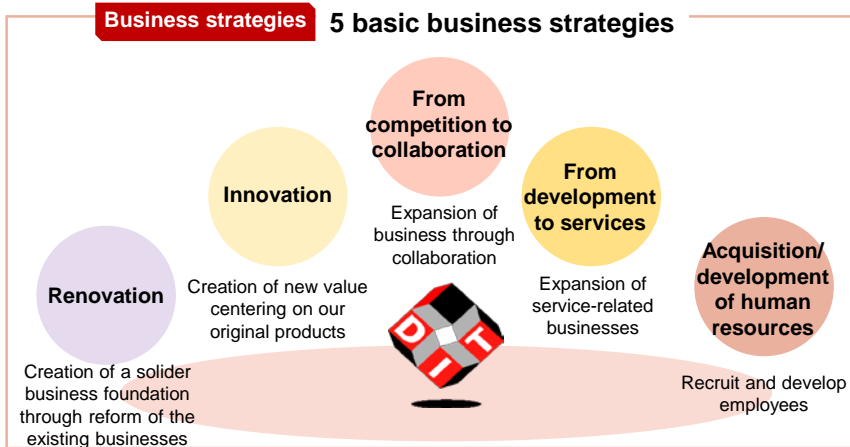 Business strategies
5 basic business strategies
Renovation
Creation of a solider
business foundation
through reform of the
existing businesses
Innovation
Creation of new value
centering on our
original products
From
competition to
collaboration
Expansion of
business through
collaboration
From
development
to services
Expansion of
service-related
businesses
Acquisition/
development
of human
resources
Recruit and develop
employees
D
I
T